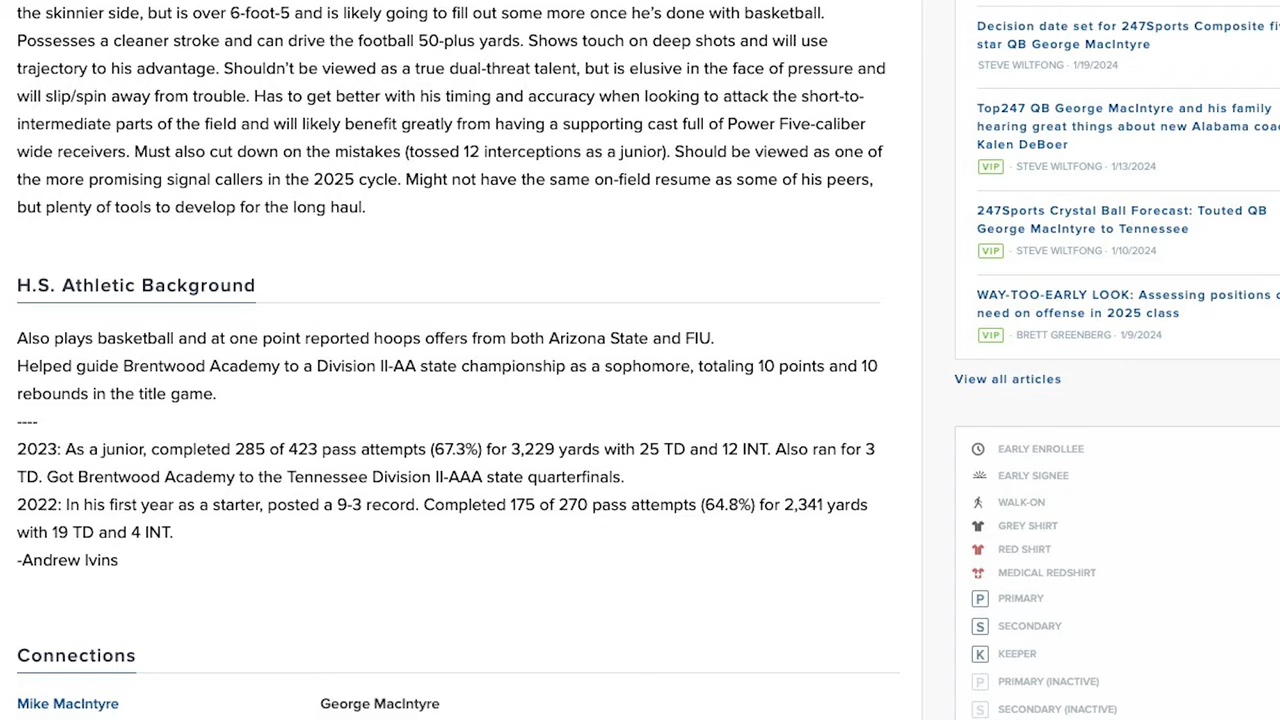 the skinnier side, but is over 6-foot-5 and is likely going to fill out some more once he's done with basketball.
Possesses a cleaner stroke and can drive the football 50-plus yards. Shows touch on deep shots and will use
trajectory to his advantage. Shouldn't be viewed as a true dual-threat talent, but is elusive in the face of pressure and
will slip/spin away from trouble. Has to get better with his timing and accuracy when looking to attack the short-to-
intermediate parts of the field and will likely benefit greatly from having a supporting cast full of Power Five-caliber
wide receivers. Must also cut down on the mistakes (tossed 12 interceptions as a junior). Should be viewed as one of
the more promising signal callers in the 2025 cycle. Might not have the same on-field resume as some of his peers,
but plenty of tools to develop for the long haul.
H.S. Athletic Background
Also plays basketball and at one point reported hoops offers from both Arizona State and FIU.
Helped guide Brentwood Academy to a Division II-AA state championship as a sophomore, totaling 10 points and 10
rebounds in the title game.
----
2023: As a junior, completed 285 of 423 pass attempts (67.3%) for 3,229 yards with 25 TD and 12 INT. Also ran for 3
TD. Got Brentwood Academy to the Tennessee Division II-AAA state quarterfinals.
2022: In his first year as a starter, posted a 9-3 record. Completed 175 of 270 pass attempts (64.8%) for 2,341 yards
with 19 TD and 4 INT.
-Andrew Ivins
Connections
Mike MacIntyre George MacIntyre
Decision date set for 247Sports Composite
star QB George MacIntyre
STEVE WILTFONG · 1/19/2024
Top247 QB George MacIntyre and his family
hearing great things about new Alabama
Kalen DeBoer
VIP · STEVE WILTFONG · 1/13/2024
247Sports Crystal Ball Forecast: Touted QB
George MacIntyre to Tennessee
VIP · STEVE WILTFONG · 1/10/2024
WAY-TOO-EARLY LOOK: Assessing positions
need on offense in 2025 class
VIP · BRETT GREENBERG · 1/9/2024
View all articles
EARLY ENROLLEE
EARLY SIGNEE
WALK-ON
GREY SHIRT
RED SHIRT
MEDICAL REDSHIRT
P PRIMARY
S SECONDARY
K KEEPER
P PRIMARY (INACTIVE)
S SECONDARY (INACTIVE)